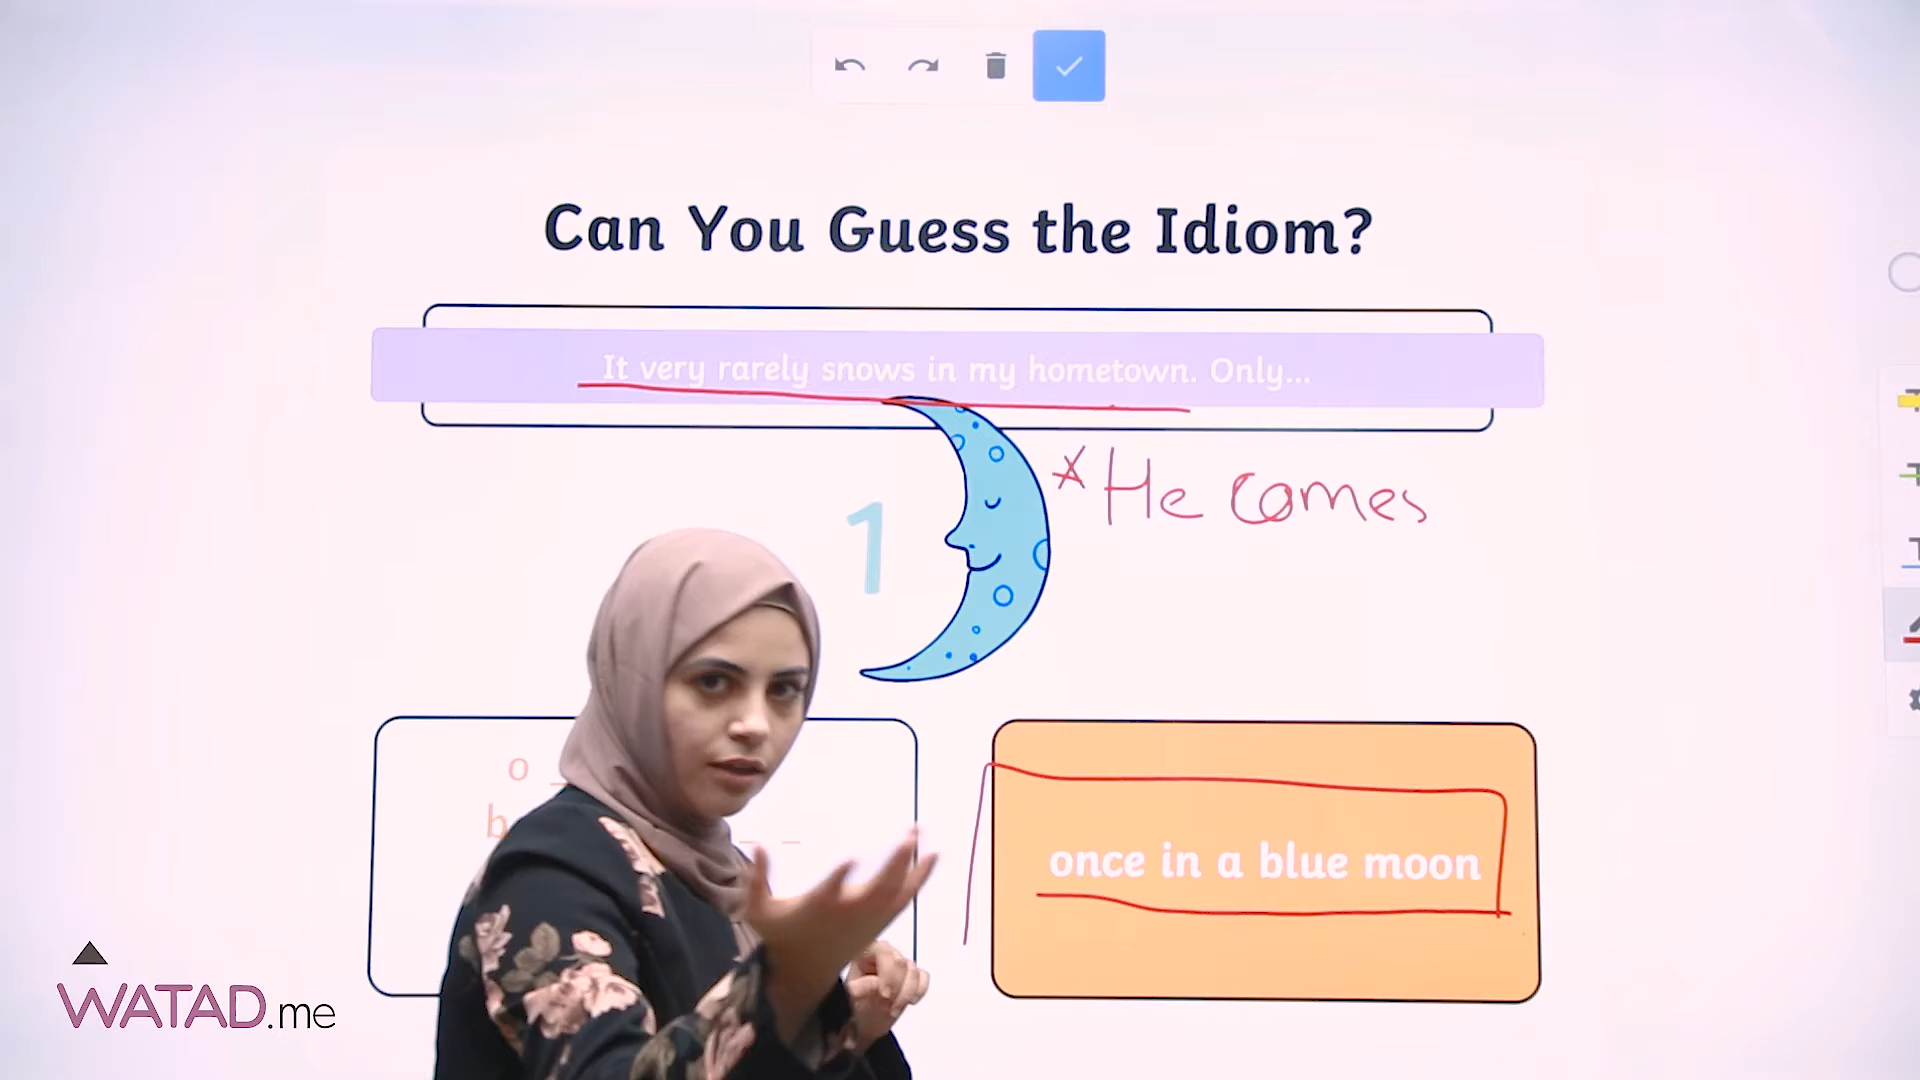 Can You Guess the Idiom?
It very rarely snows in my hometown. Only...
* He comes
1
o _
b _ _
once in a blue moon
WATAD.me